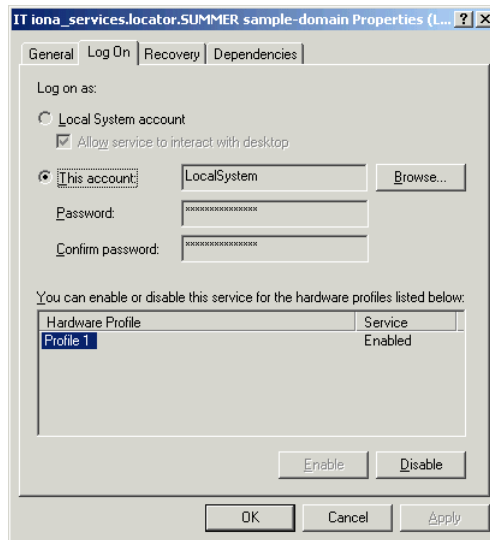 IT iona_services.locator.SUMMER sample-domain Properties (L...
General Log On Recovery Dependencies
Log on as:
Local System account
Allow service to interact with desktop
This account: LocalSystem Browse...
Password: ***************
Confirm password: ***************
You can enable or disable this service for the hardware profiles listed below:
Hardware Profile Service
Profile 1 Enabled
Enable Disable
OK Cancel Apply